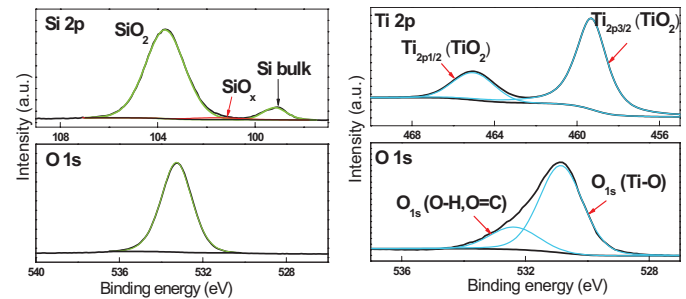 Si 2p
SiO2
Si bulk
SiOx
108 104 100
O 1s
540 536 532 528
Binding energy (eV)
Intensity (a.u.)
Ti 2p
Ti2p1/2 (TiO2)
Ti2p3/2 (TiO2)
468 464 460 456
O 1s
O1s (O-H,O=C)
O1s (Ti-O)
536 532 528
Binding energy (eV)
Intensity (a.u.)